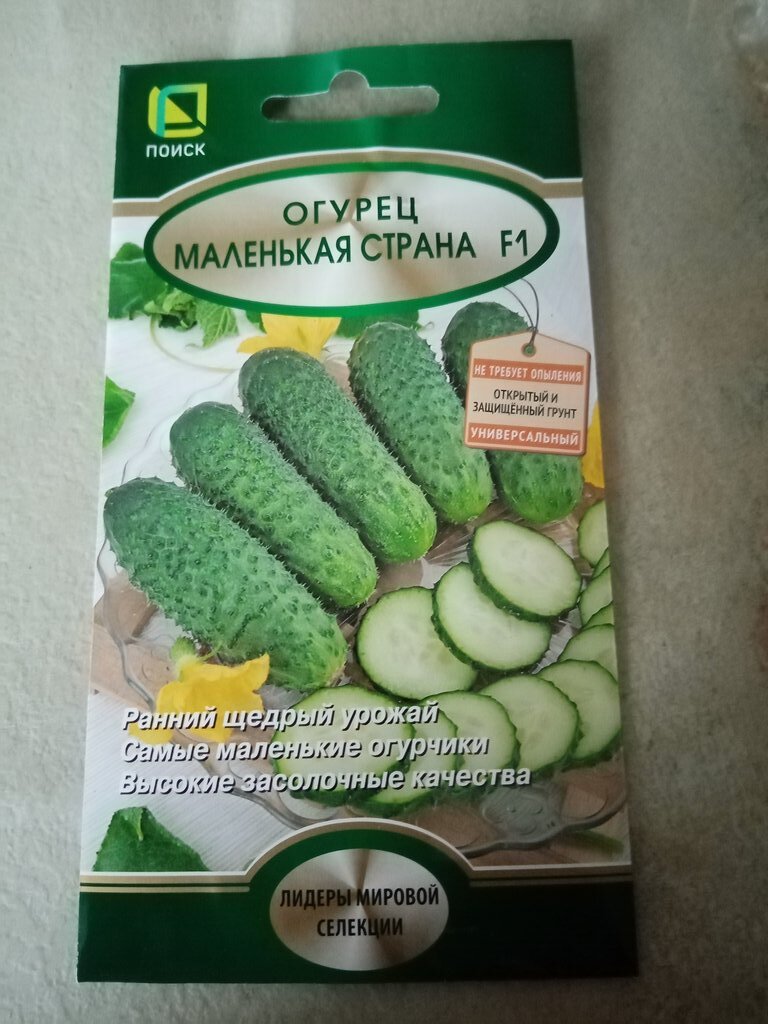 ПОИСК
ОГУРЕЦ
МАЛЕНЬКАЯ СТРАНА F1
НЕ ТРЕБУЕТ ОПЫЛЕНИЯ
ОТКРЫТЫЙ И
ЗАЩИЩЁННЫЙ ГРУНТ
УНИВЕРСАЛЬНЫЙ
Ранний щедрый урожай
Самые маленькие огурчики
Высокие засолочные качества
ЛИДЕРЫ МИРОВОЙ
СЕЛЕКЦИИ